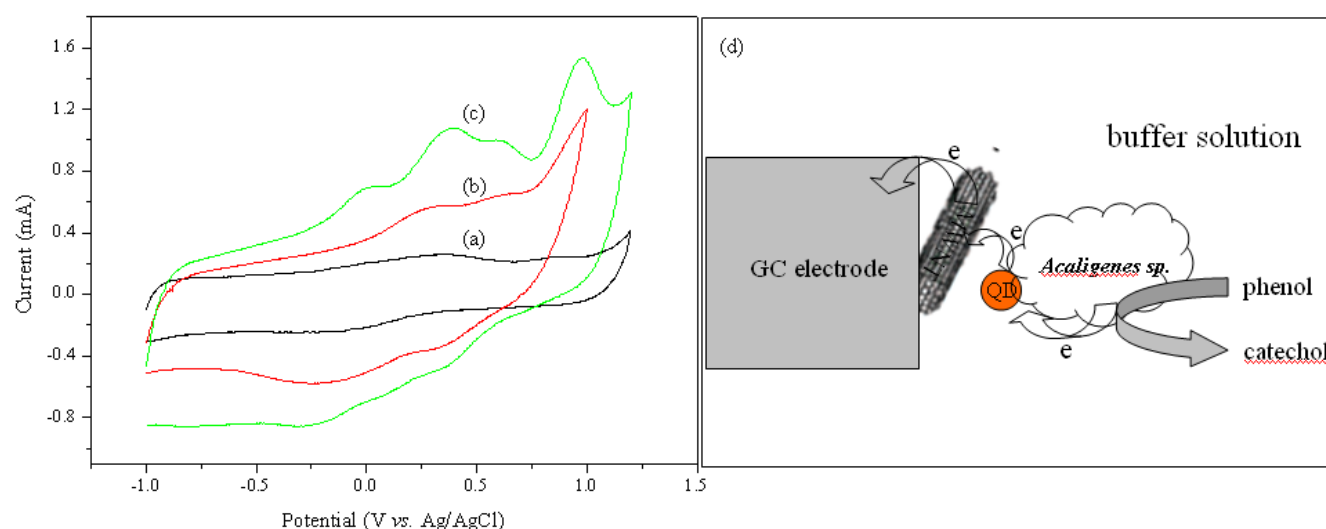 1.6
1.2
0.8
0.4
0.0
-0.4
-0.8
Current (mA)
(c)
(b)
(a)
-1.0 -0.5 0.0 0.5 1.0 1.5
Potential (V vs. Ag/AgCl)
(d)
buffer solution
e
GC electrode
e
Acaligenes sp.
QD
phenol
e
catechol